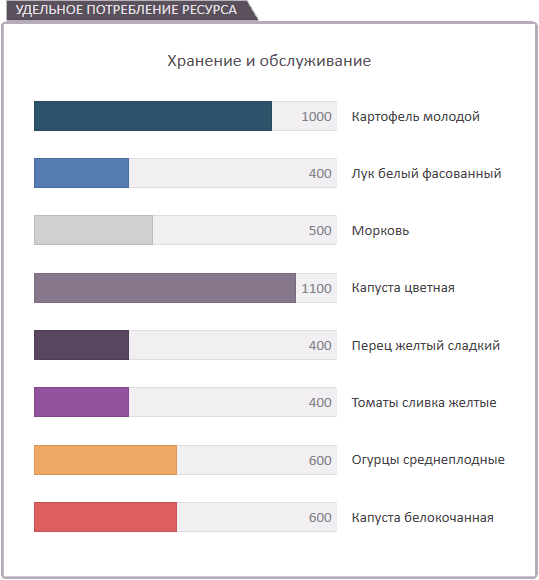 УДЕЛЬНОЕ ПОТРЕБЛЕНИЕ РЕСУРСА
Хранение и обслуживание
1000 Картофель молодой
400 Лук белый фасованный
500 Морковь
1100 Капуста цветная
400 Перец желтый сладкий
400 Томаты сливка желтые
600 Огурцы среднеплодные
600 Капуста белокочанная